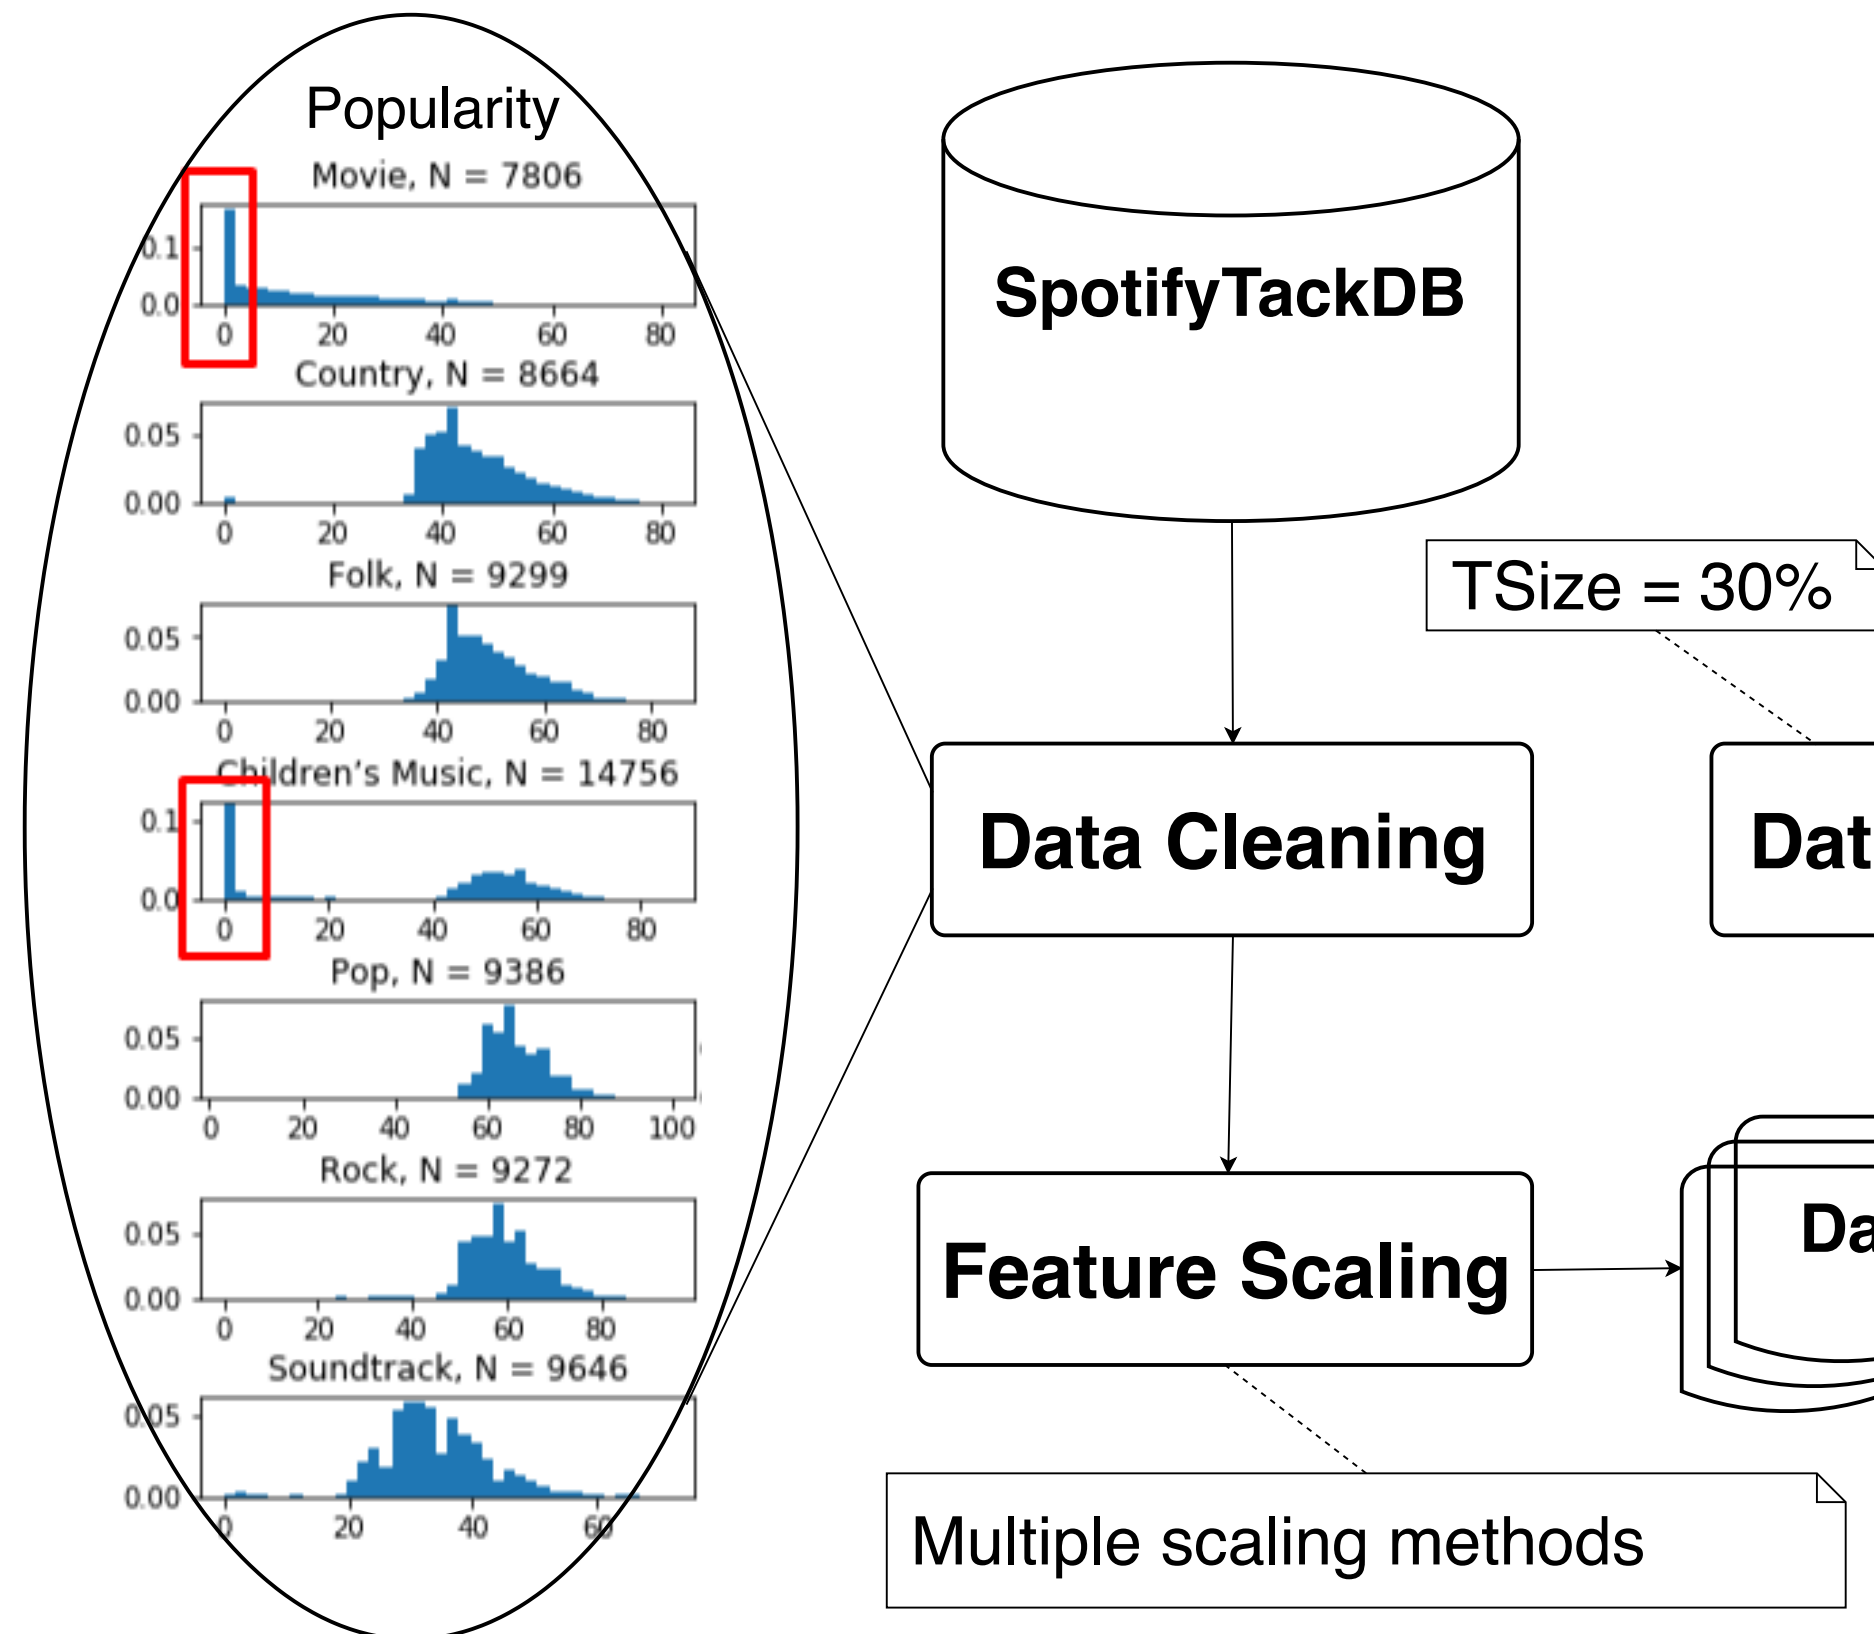 Popularity
Movie, N = 7806
0.1
0.0
0 20 40 60 80
Country, N = 8664
0.05
0.00
0 20 40 60 80
Folk, N = 9299
0.05
0.00
0 20 40 60 80
Children’s Music, N = 14756
0.1
0.0
0 20 40 60 80
Pop, N = 9386
0.05
0.00
0 20 40 60 80 100
Rock, N = 9272
0.05
0.00
0 20 40 60 80
Soundtrack, N = 9646
0.05
0.00
0 20 40 60
SpotifyTackDB
TSize = 30%
Data Cleaning
Dat
Feature Scaling
Da
Multiple scaling methods